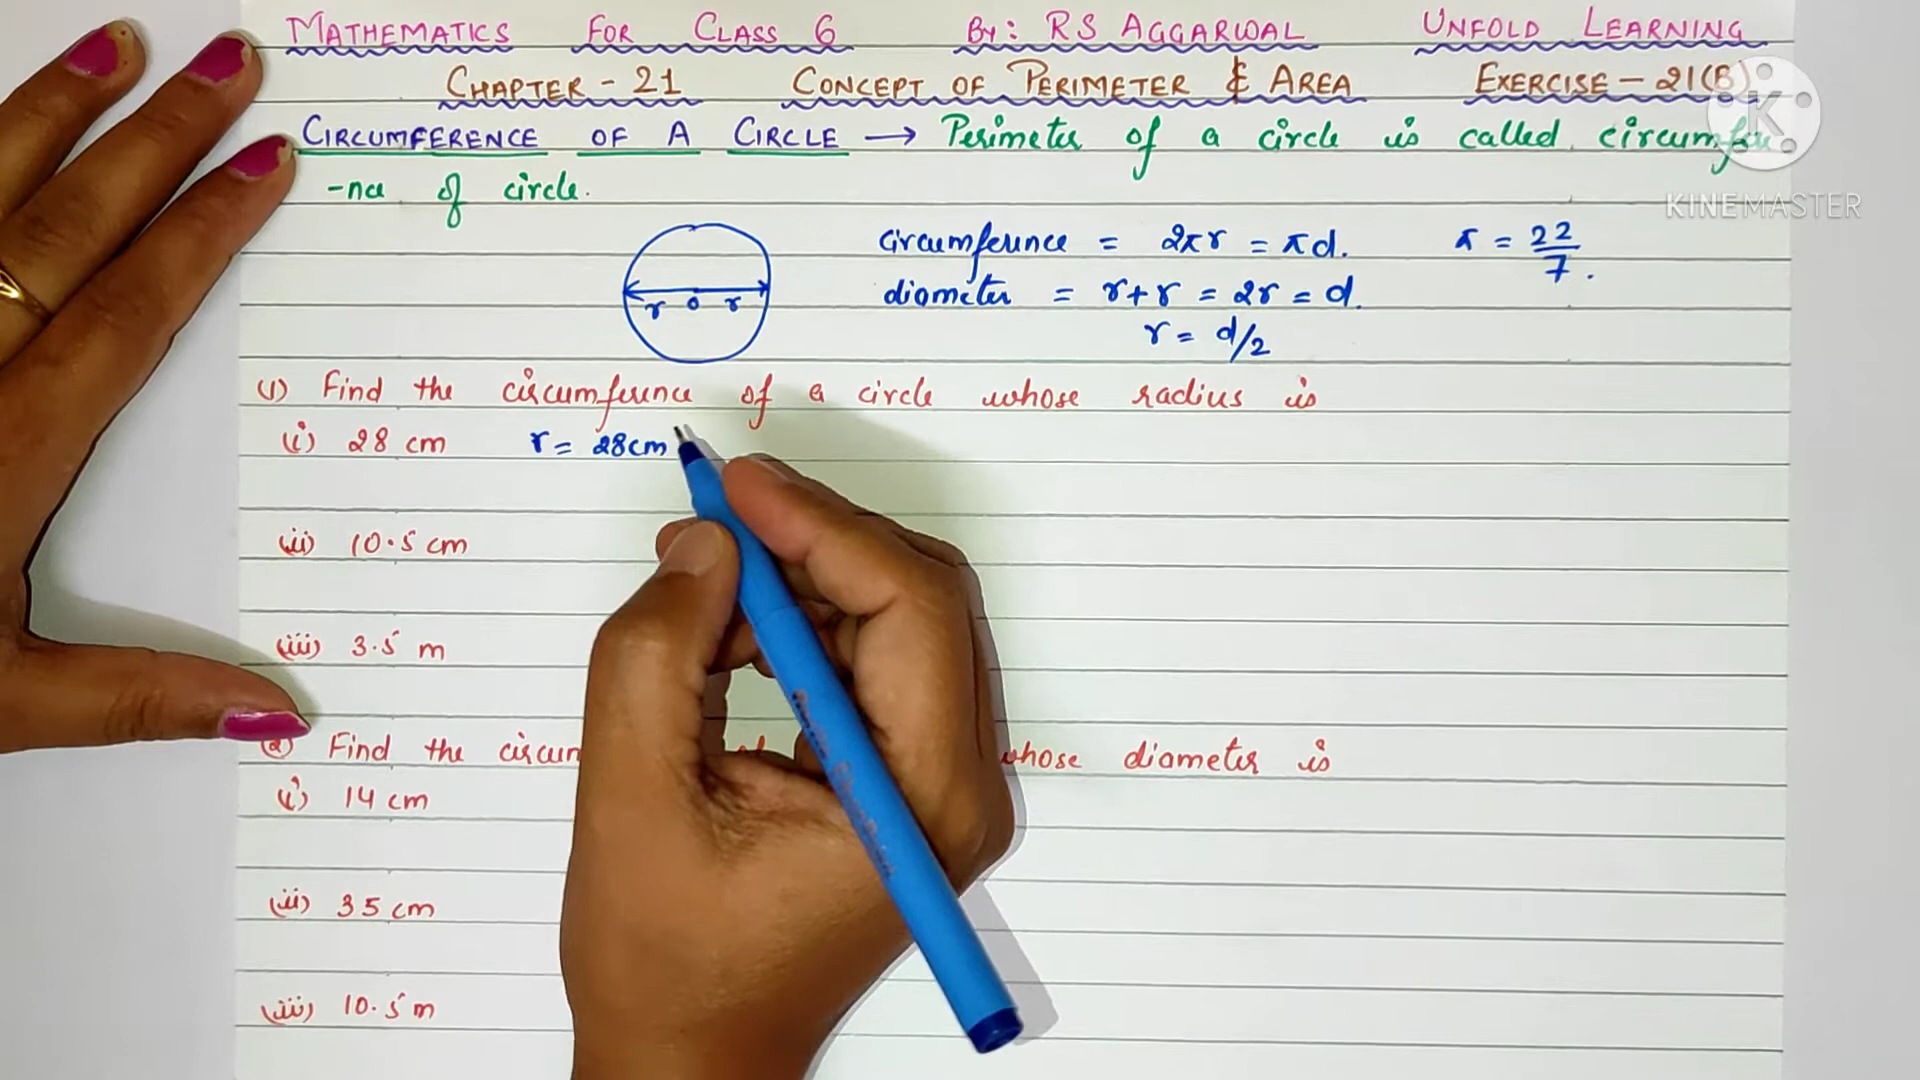 MATHEMATICS FOR CLASS 6 BY: RS AGGARWAL UNFOLD LEARNING
CHAPTER - 21 CONCEPT OF PERIMETER & AREA EXERCISE - 21(B)
CIRCUMFERENCE OF A CIRCLE → Perimeter of a circle is called circumfere
-nce of circle.
KINEMASTER
circumference = 2πr = πd. π = 22/7.
diameter = r+r = 2r = d.
r o r
r = d/2
(1) Find the circumference of a circle whose radius is
(i) 28 cm r = 28cm
(ii) 10.5 cm
(iii) 3.5 m
(2) Find the circum whose diameter is
(i) 14 cm
(ii) 35 cm
(iii) 10.5 m